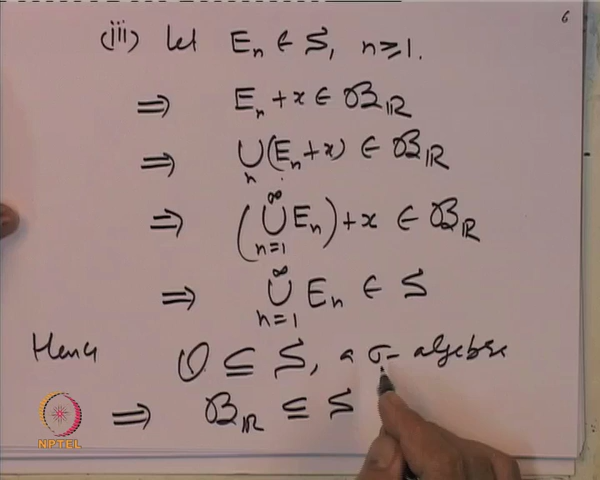 6
(iii) Let Eₙ ∈ S, n ≥ 1.
⇒ Eₙ + x ∈ ℬ_ℝ
⇒ ⋃ₙ (Eₙ + x) ∈ ℬ_ℝ
⇒ (⋃_{n=1}^∞ Eₙ) + x ∈ ℬ_ℝ
⇒ ⋃_{n=1}^∞ Eₙ ∈ S
Hence 𝒪 ⊆ S, a σ-algebra
⇒ ℬ_ℝ ⊆ S
NPTEL